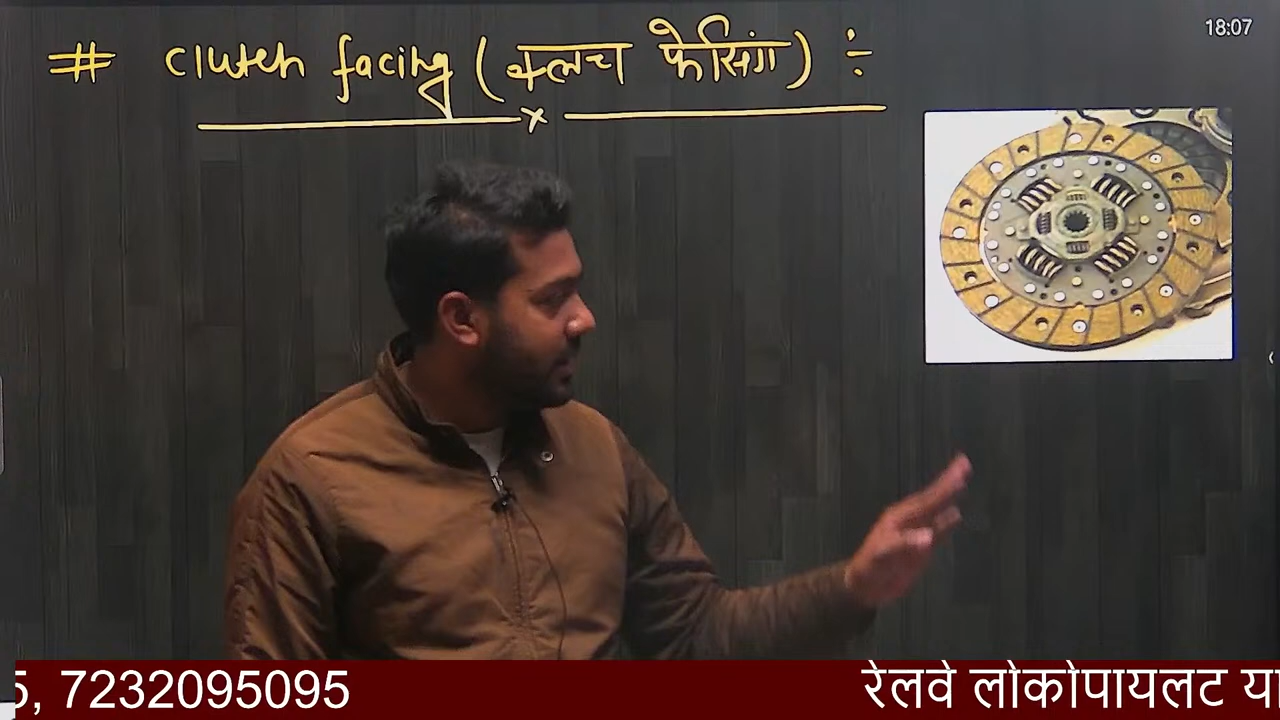 # Clutch facing (क्लच फेसिंग) ÷
18:07
5, 7232095095
रेलवे लोकोपायलट या